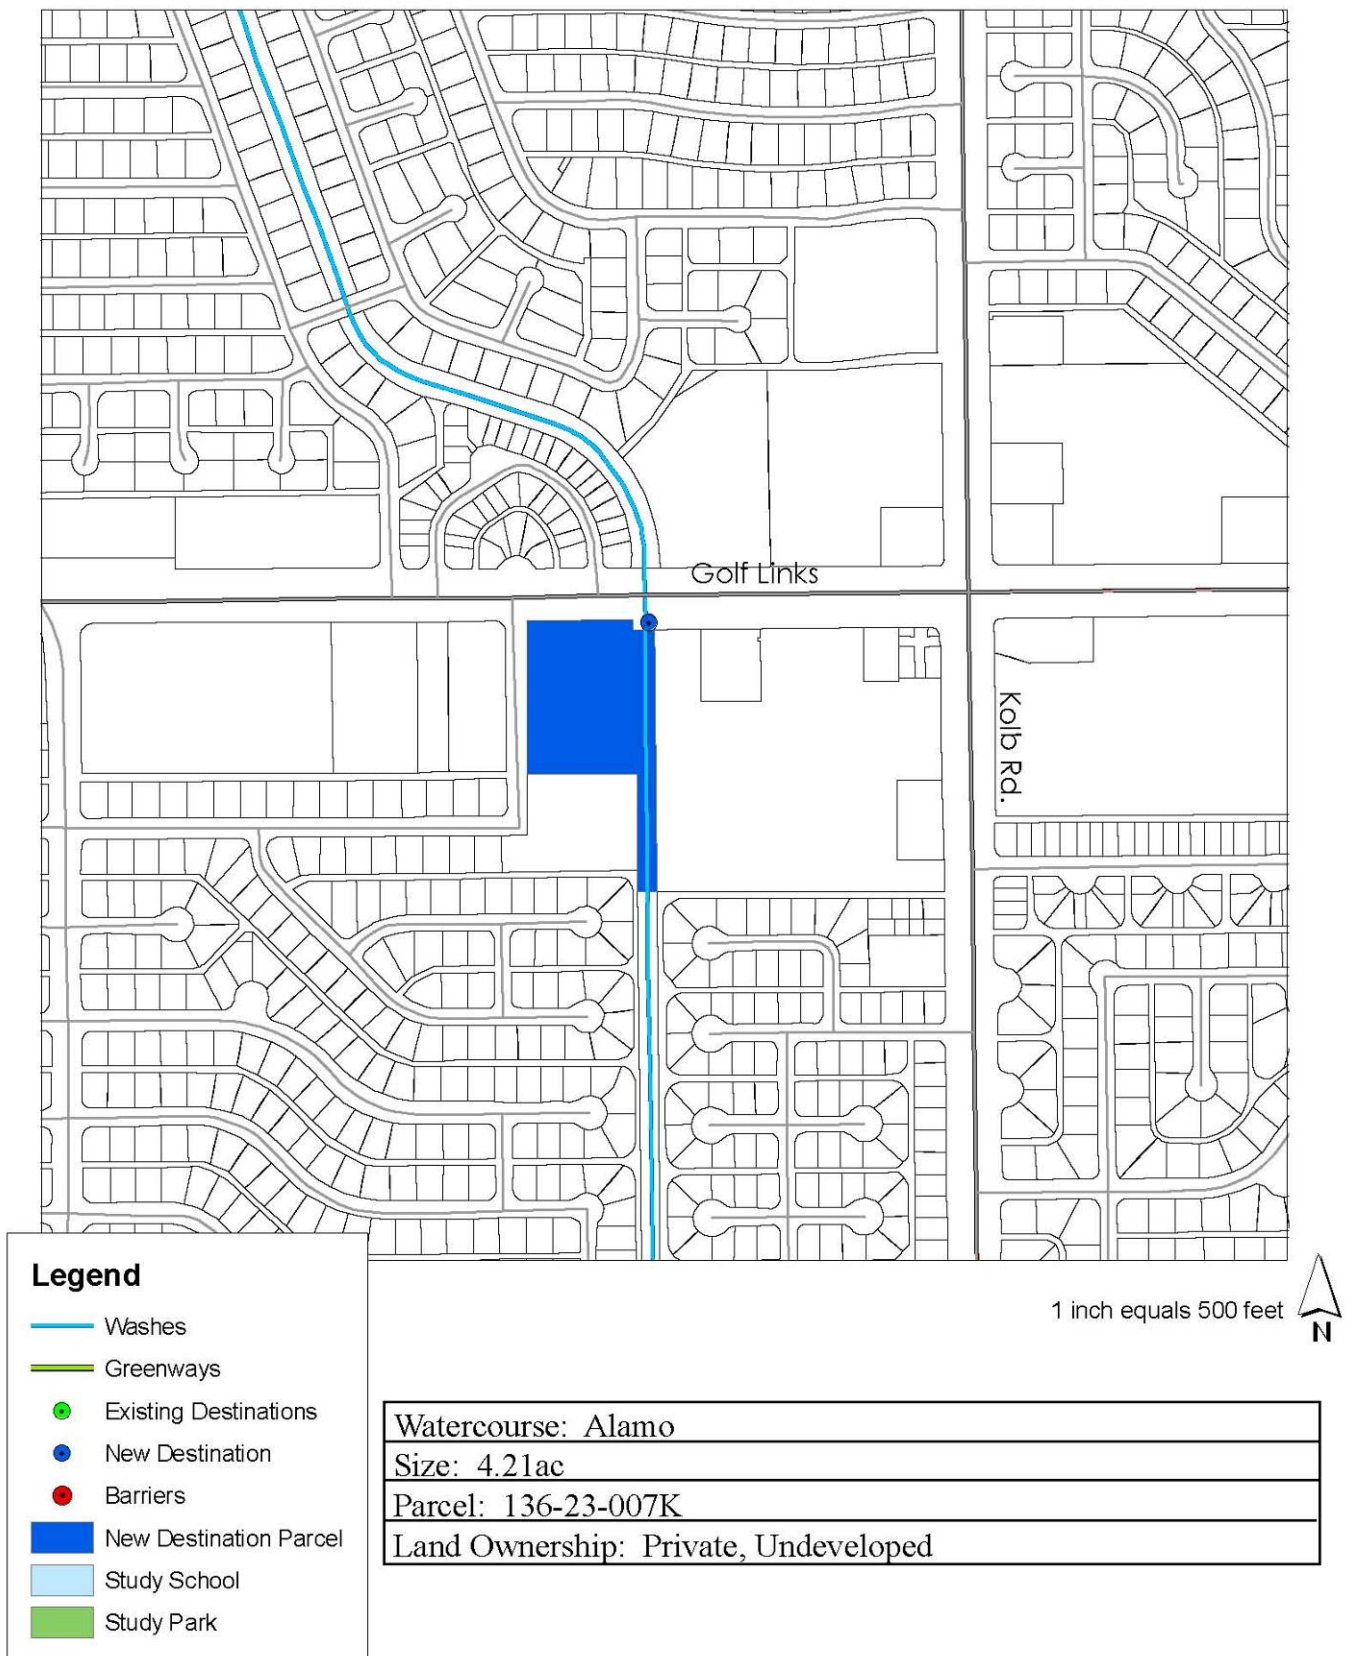 Golf Links
Kolb Rd.
Legend
Washes
Greenways
Existing Destinations
New Destination
Barriers
New Destination Parcel
Study School
Study Park
1 inch equals 500 feet
N
Watercourse: Alamo
Size: 4.21ac
Parcel: 136-23-007K
Land Ownership: Private, Undeveloped